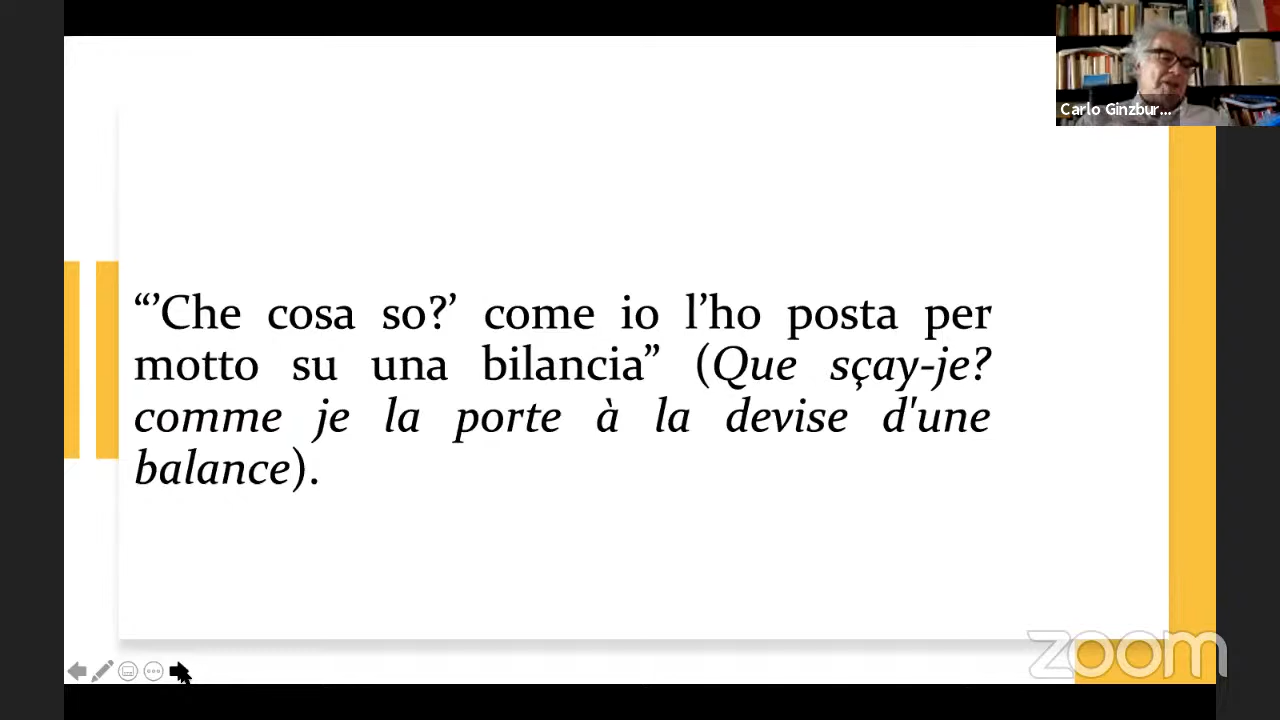 Carlo Ginzbur...
“’Che cosa so?’ come io l’ho posta per
motto su una bilancia” (Que sçay-je?
comme je la porte à la devise d'une
balance).
zoom